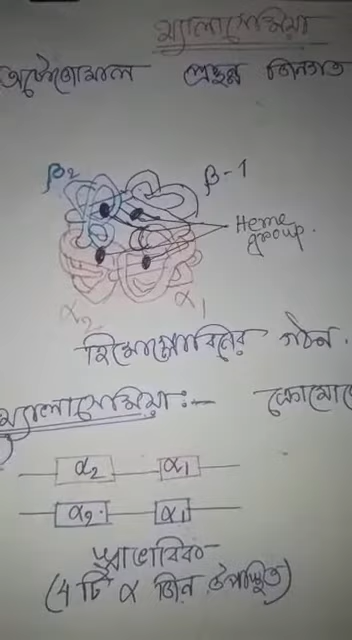 থ্যালাসেমিয়া
অটোজোমাল প্রচ্ছন্ন জিনগত
β2
β-1
Heme
group.
α2
α1
হিমোগ্লোবিনের গঠন.
থ্যালাসেমিয়া:-
α2 α1
α2 α1
স্বাভাবিক
(4 টি α জিন উপস্থিত)